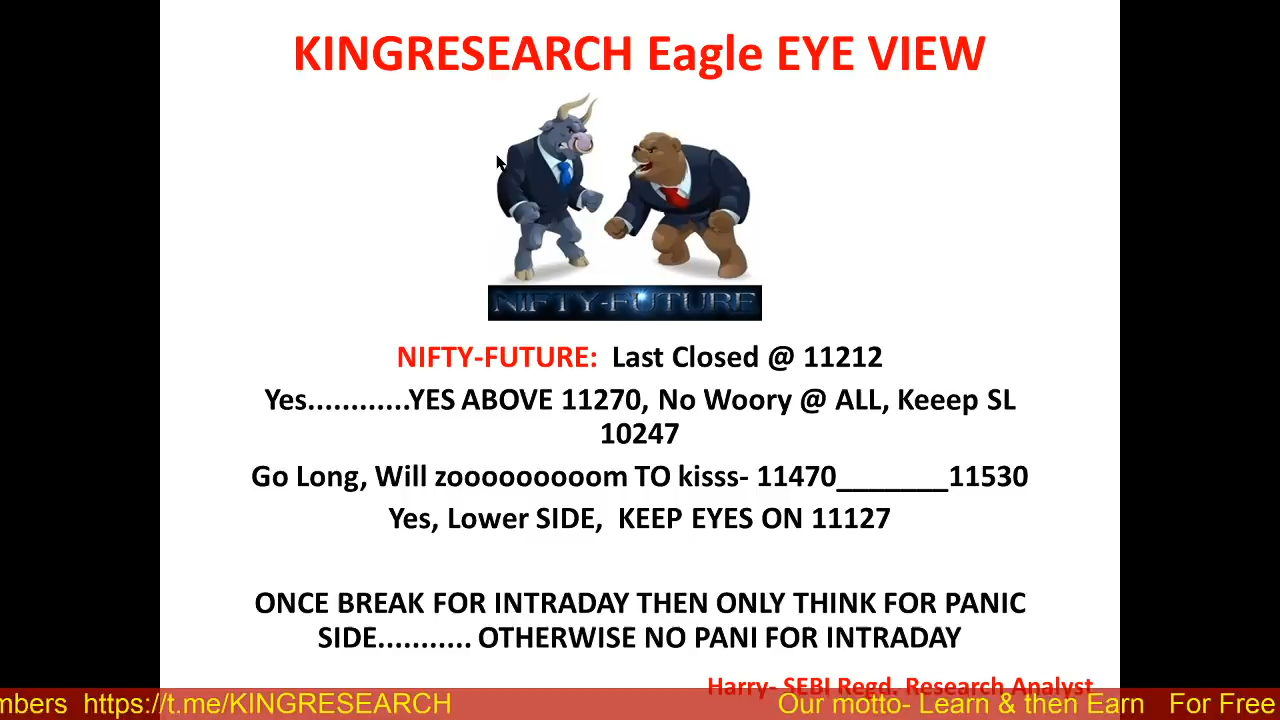 KINGRESEARCH Eagle EYE VIEW
NIFTY-FUTURE
NIFTY-FUTURE: Last Closed @ 11212
Yes............YES ABOVE 11270, No Woory @ ALL, Keeep SL
10247
Go Long, Will zooooooooom TO kisss- 11470_______11530
Yes, Lower SIDE, KEEP EYES ON 11127
ONCE BREAK FOR INTRADAY THEN ONLY THINK FOR PANIC
SIDE........... OTHERWISE NO PANI FOR INTRADAY
Harry- SEBI Regd. Research Analyst
mbers https://t.me/KINGRESEARCH Our motto- Learn & then Earn For Free